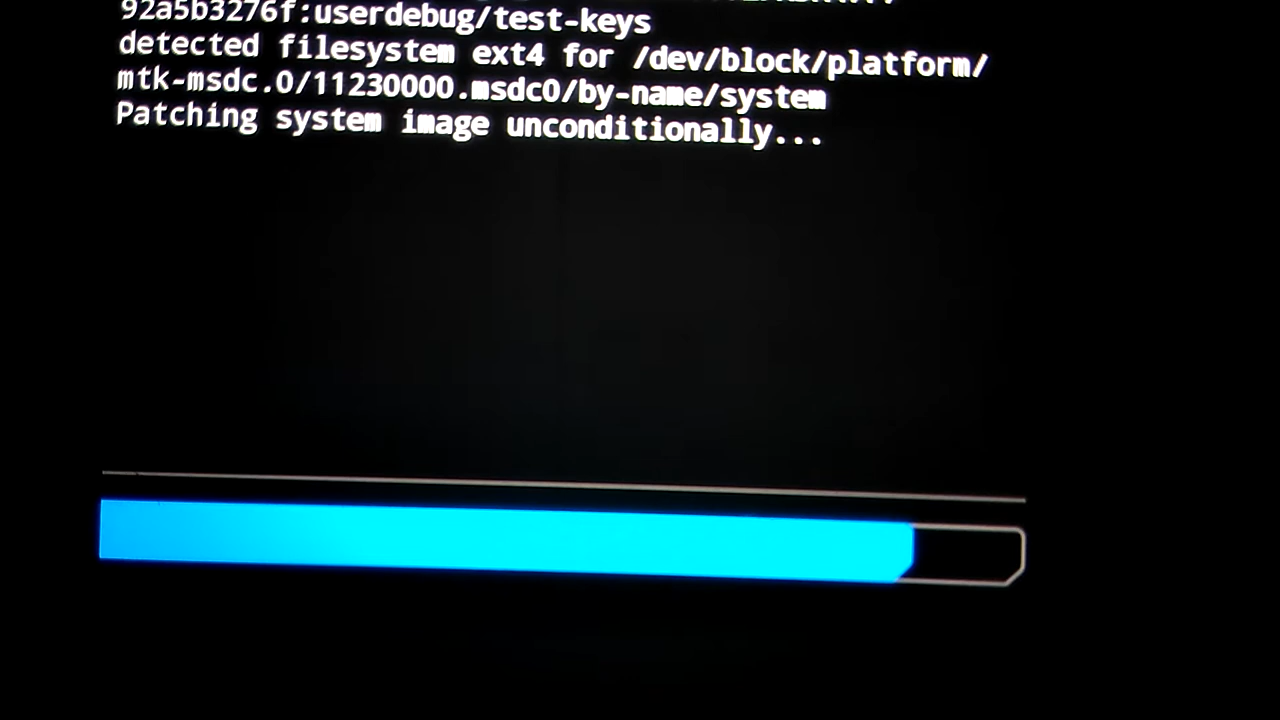 92a5b3276f:userdebug/test-keys
detected filesystem ext4 for /dev/block/platform/
mtk-msdc.0/11230000.msdc0/by-name/system
Patching system image unconditionally...